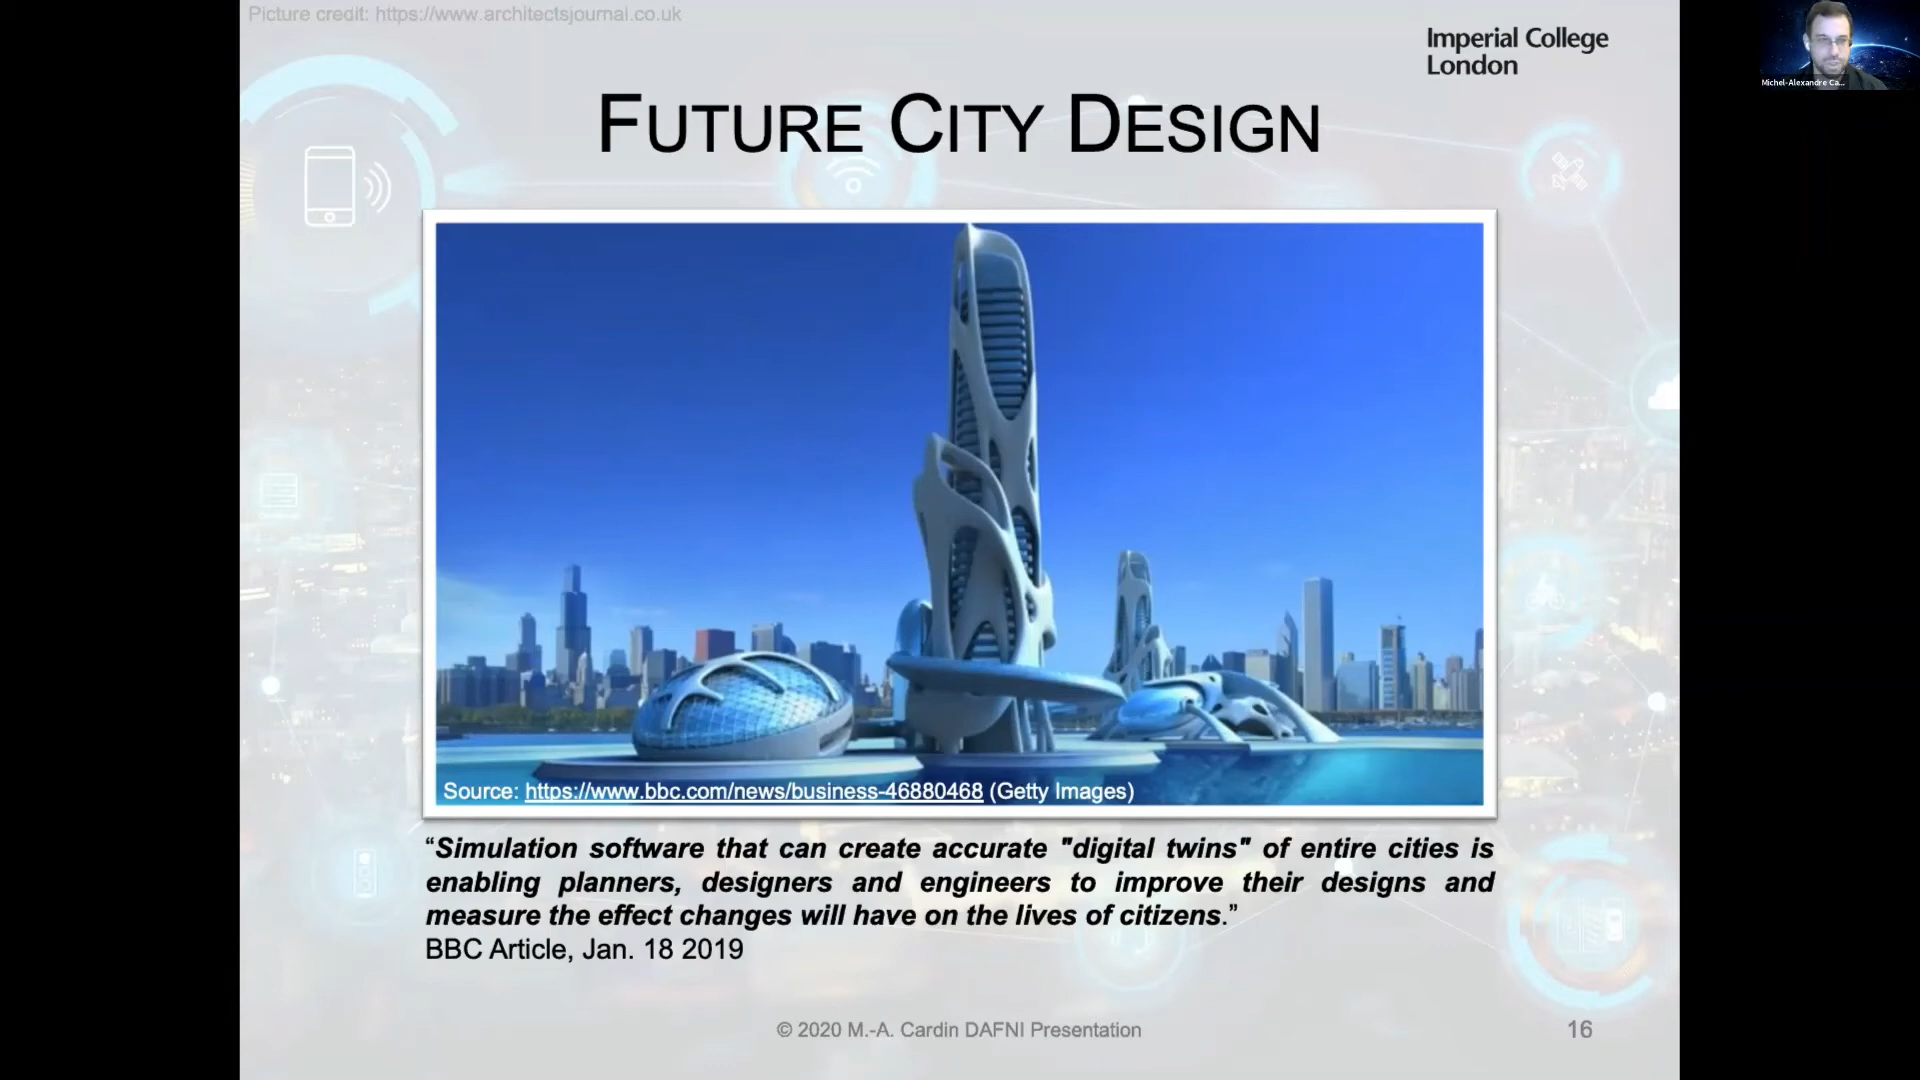 Picture credit: https://www.architectsjournal.co.uk
Imperial College
London
Michel-Alexandre Ca...
FUTURE CITY DESIGN
Source: https://www.bbc.com/news/business-46880468 (Getty Images)
“Simulation software that can create accurate "digital twins" of entire cities is
enabling planners, designers and engineers to improve their designs and
measure the effect changes will have on the lives of citizens.”
BBC Article, Jan. 18 2019
© 2020 M.-A. Cardin DAFNI Presentation
16